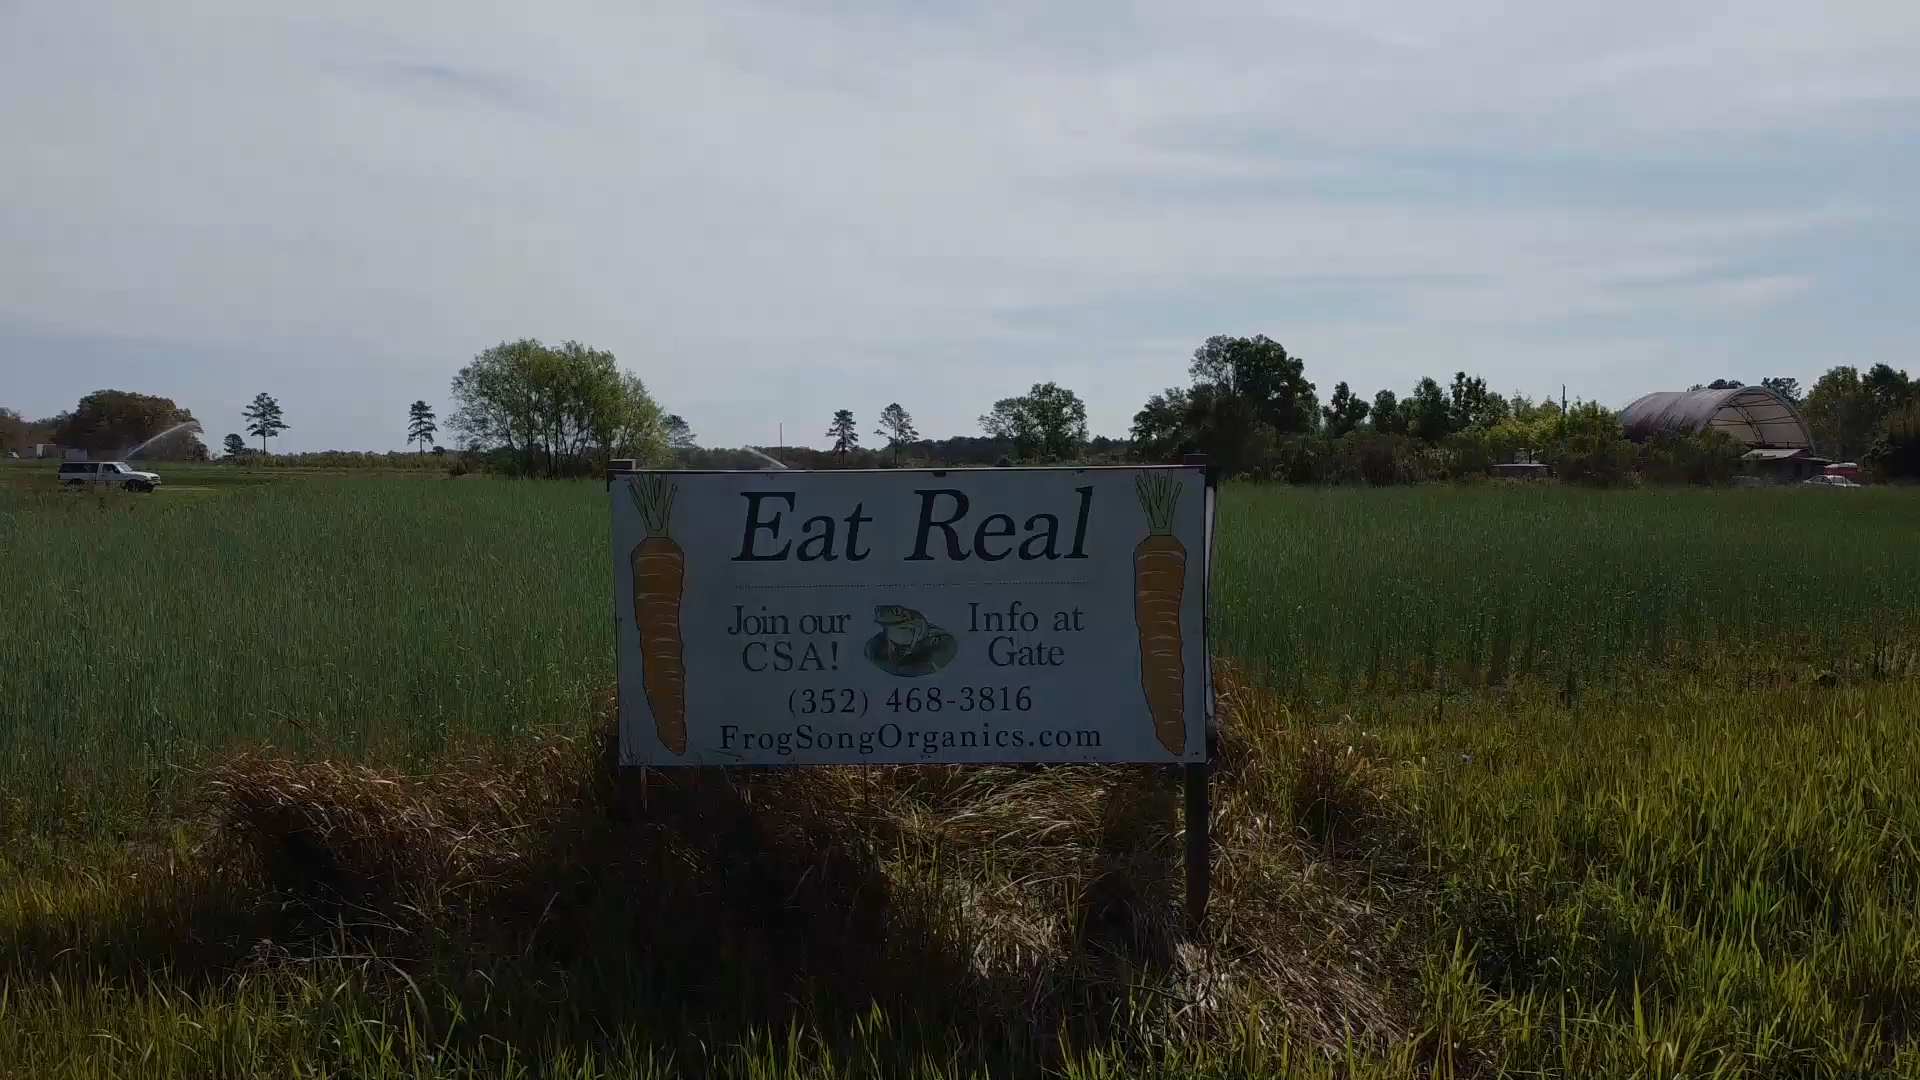 Eat Real
Join our
CSA!
Info at
Gate
(352) 468-3816
FrogSongOrganics.com